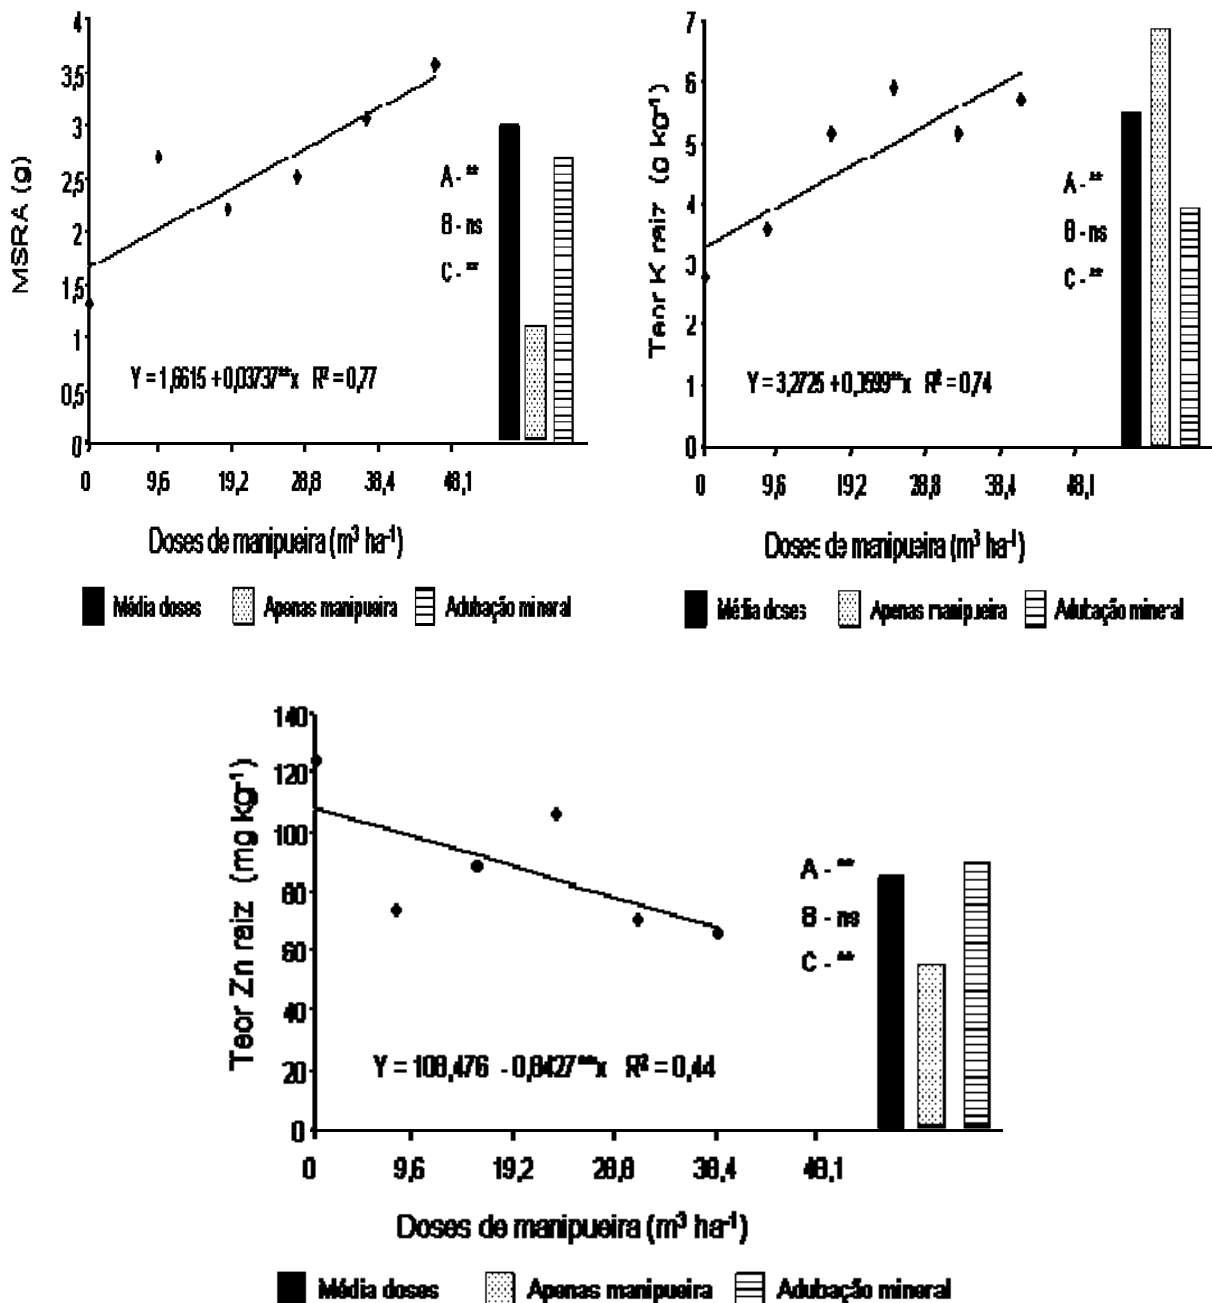 4
3,5
3
2,5
2
1,5
1
0,5
0
MSRA (g)
A - **
B - ns
C - **
Y = 1,6615 + 0,03737**x R² = 0,77
0 9,6 19,2 28,8 38,4 48,1
Doses de manipueira (m³ ha⁻¹)
Média doses Apenas manipueira Adubação mineral
7
6
5
4
3
2
1
0
Teor K raiz (g kg⁻¹)
A - **
B - ns
C - **
Y = 3,2725 + 0,0599**x R² = 0,74
0 9,6 19,2 28,8 38,4 48,1
Doses de manipueira (m³ ha⁻¹)
Média doses Apenas manipueira Adubação mineral
140
120
100
80
60
40
20
0
Teor Zn raiz (mg kg⁻¹)
A - **
B - ns
C - **
Y = 108,476 - 0,8427**x R² = 0,44
0 9,6 19,2 28,8 38,4 48,1
Doses de manipueira (m³ ha⁻¹)
Média doses Apenas manipueira Adubação mineral